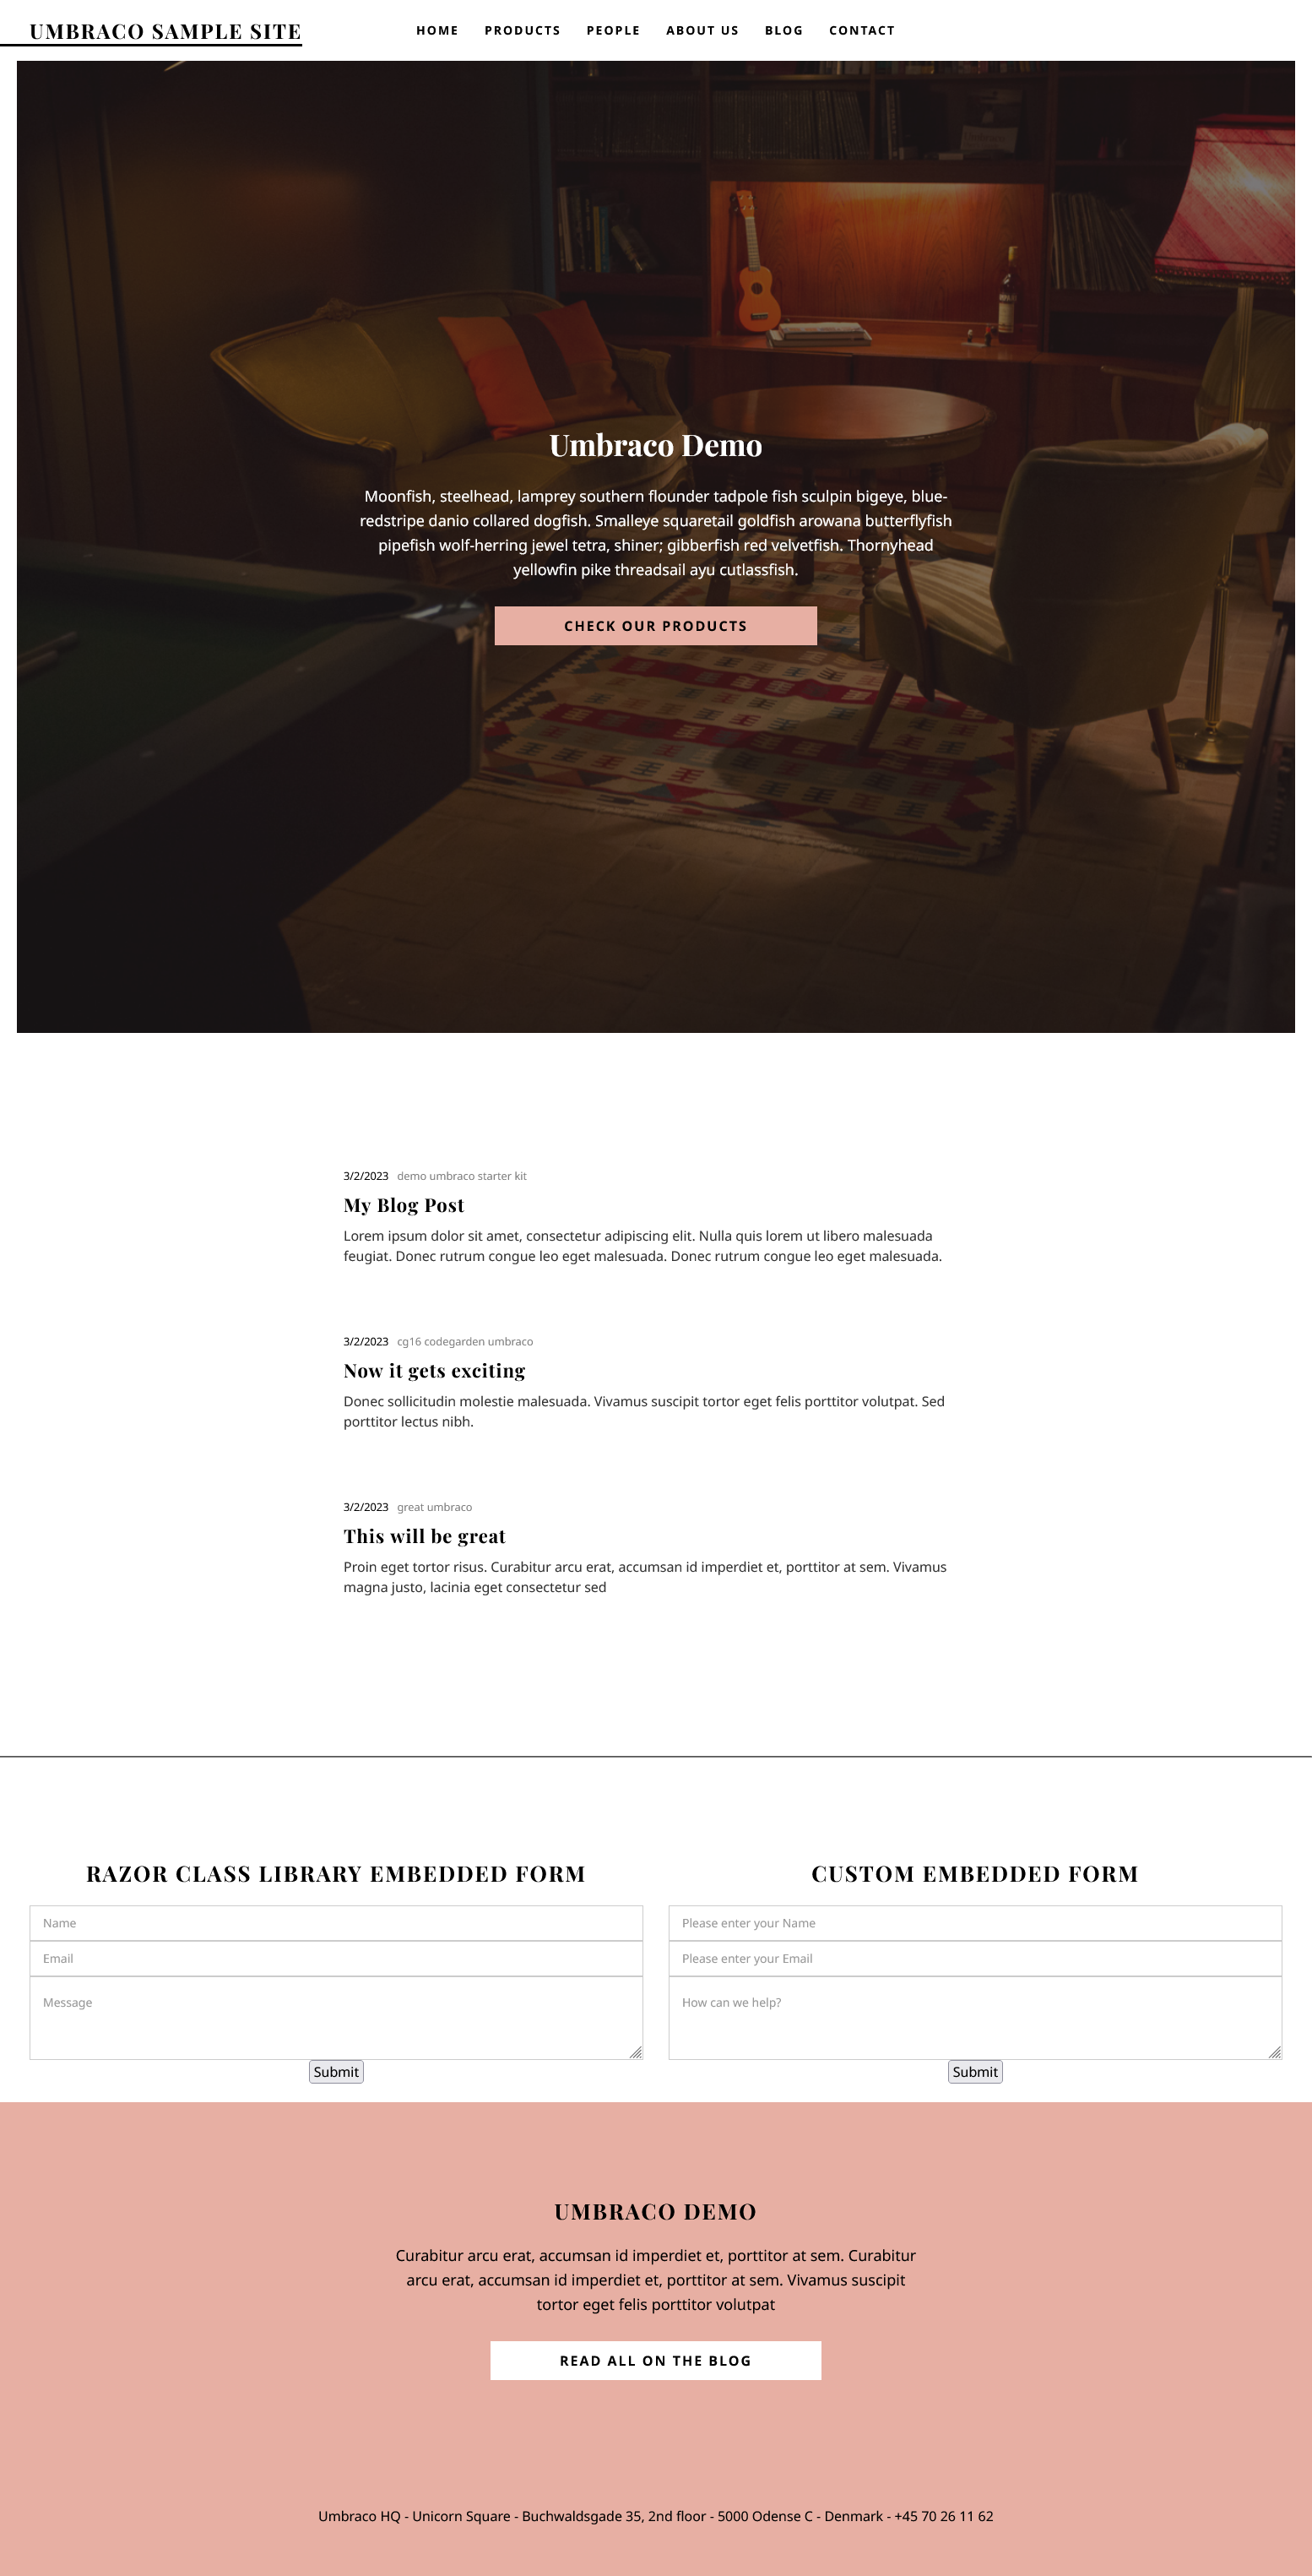 UMBRACO SAMPLE SITE
HOME PRODUCTS PEOPLE ABOUT US BLOG CONTACT
Umbraco Demo
Moonfish, steelhead, lamprey southern flounder tadpole fish sculpin bigeye, blue-
redstripe danio collared dogfish. Smalleye squaretail goldfish arowana butterflyfish
pipefish wolf-herring jewel tetra, shiner; gibberfish red velvetfish. Thornyhead
yellowfin pike threadsail ayu cutlassfish.
CHECK OUR PRODUCTS
3/2/2023 demo umbraco starter kit
My Blog Post
Lorem ipsum dolor sit amet, consectetur adipiscing elit. Nulla quis lorem ut libero malesuada
feugiat. Donec rutrum congue leo eget malesuada. Donec rutrum congue leo eget malesuada.
3/2/2023 cg16 codegarden umbraco
Now it gets exciting
Donec sollicitudin molestie malesuada. Vivamus suscipit tortor eget felis porttitor volutpat. Sed
porttitor lectus nibh.
3/2/2023 great umbraco
This will be great
Proin eget tortor risus. Curabitur arcu erat, accumsan id imperdiet et, porttitor at sem. Vivamus
magna justo, lacinia eget consectetur sed
RAZOR CLASS LIBRARY EMBEDDED FORM
Name
Email
Message
Submit
CUSTOM EMBEDDED FORM
Please enter your Name
Please enter your Email
How can we help?
Submit
UMBRACO DEMO
Curabitur arcu erat, accumsan id imperdiet et, porttitor at sem. Curabitur
arcu erat, accumsan id imperdiet et, porttitor at sem. Vivamus suscipit
tortor eget felis porttitor volutpat
READ ALL ON THE BLOG
Umbraco HQ - Unicorn Square - Buchwaldsgade 35, 2nd floor - 5000 Odense C - Denmark - +45 70 26 11 62